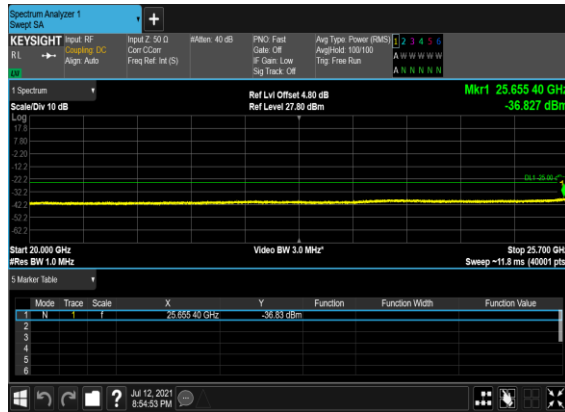 Spectrum Analyzer 1
Swept SA
+
KEYSIGHT Input: RF Input Z: 50 Ω #Atten: 40 dB PNO: Fast Avg Type: Power (RMS) 1 2 3 4 5 6
RL Coupling: DC Corr CCorr Gate: Off Avg|Hold: 100/100 A W W W W W
Align: Auto Freq Ref: Int (S) IF Gain: Low Trig: Free Run
Sig Track: Off A N N N N N
LXI
1 Spectrum Ref Lvl Offset 4.80 dB Mkr1 25.655 40 GHz
Scale/Div 10 dB Ref Level 27.80 dBm -36.827 dBm
Log
17.8
7.80
-2.20
-12.2
-22.2 DL1 -25.00
-32.2
-42.2
-52.2
-62.2
Start 20.000 GHz Video BW 3.0 MHz* Stop 25.700 GHz
#Res BW 1.0 MHz Sweep ~11.8 ms (40001 pts)
5 Marker Table
Mode Trace Scale X Y Function Function Width Function Value
1 N 1 f 25.655 40 GHz -36.83 dBm
2
3
4
5
6
? Jul 12, 2021
8:54:53 PM